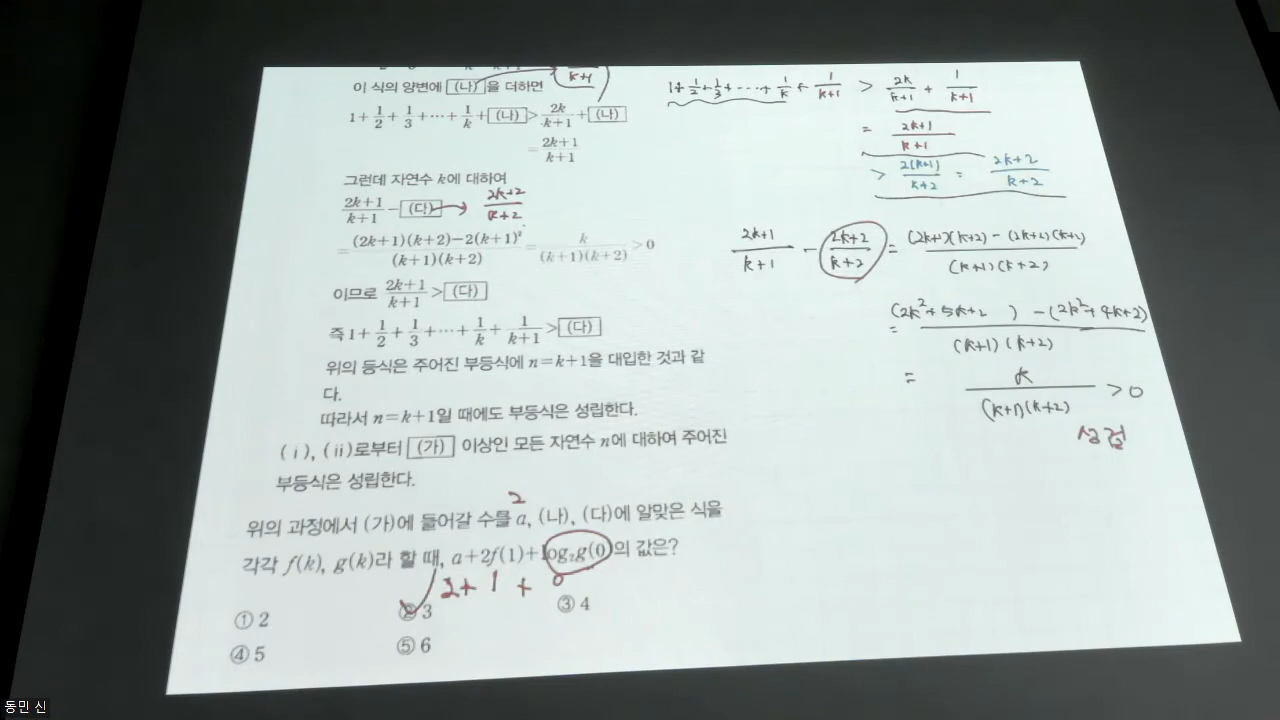 이 식의 양변에 (나) 을 더하면
1+1/2+1/3+⋯+1/k+(나)>2k/(k+1)+(나)
=(2k+1)/(k+1)
그런데 자연수 k에 대하여
(2k+1)/(k+1)-(다) → (2k+2)/(k+2)
=((2k+1)(k+2)-2(k+1)²)/((k+1)(k+2))=k/((k+1)(k+2))>0
이므로 (2k+1)/(k+1)>(다)
즉 1+1/2+1/3+⋯+1/k+1/(k+1)>(다)
위의 등식은 주어진 부등식에 n=k+1을 대입한 것과 같
다.
따라서 n=k+1일 때에도 부등식은 성립한다.
(ⅰ), (ⅱ)로부터 (가) 이상인 모든 자연수 n에 대하여 주어진
부등식은 성립한다.
2
위의 과정에서 (가)에 들어갈 수를 a, (나), (다)에 알맞은 식을
각각 f(k), g(k)라 할 때, a+2f(1)+log₂g(0)의 값은?
2+ 1 + 0
① 2 ② 3 ③ 4
④ 5 ⑤ 6
1+1/2+1/3+⋯+1/k+1/(k+1) > 2k/(k+1) + 1/(k+1)
= (2k+1)/(k+1)
> 2(k+1)/(k+2) = (2k+2)/(k+2)
(2k+1)/(k+1) - (2k+2)/(k+2) = ((2k+1)(k+2)-(2k+2)(k+1))/((k+1)(k+2))
= ((2k²+5k+2)-(2k²+4k+2))/((k+1)(k+2))
= k/((k+1)(k+2)) > 0
동민 신